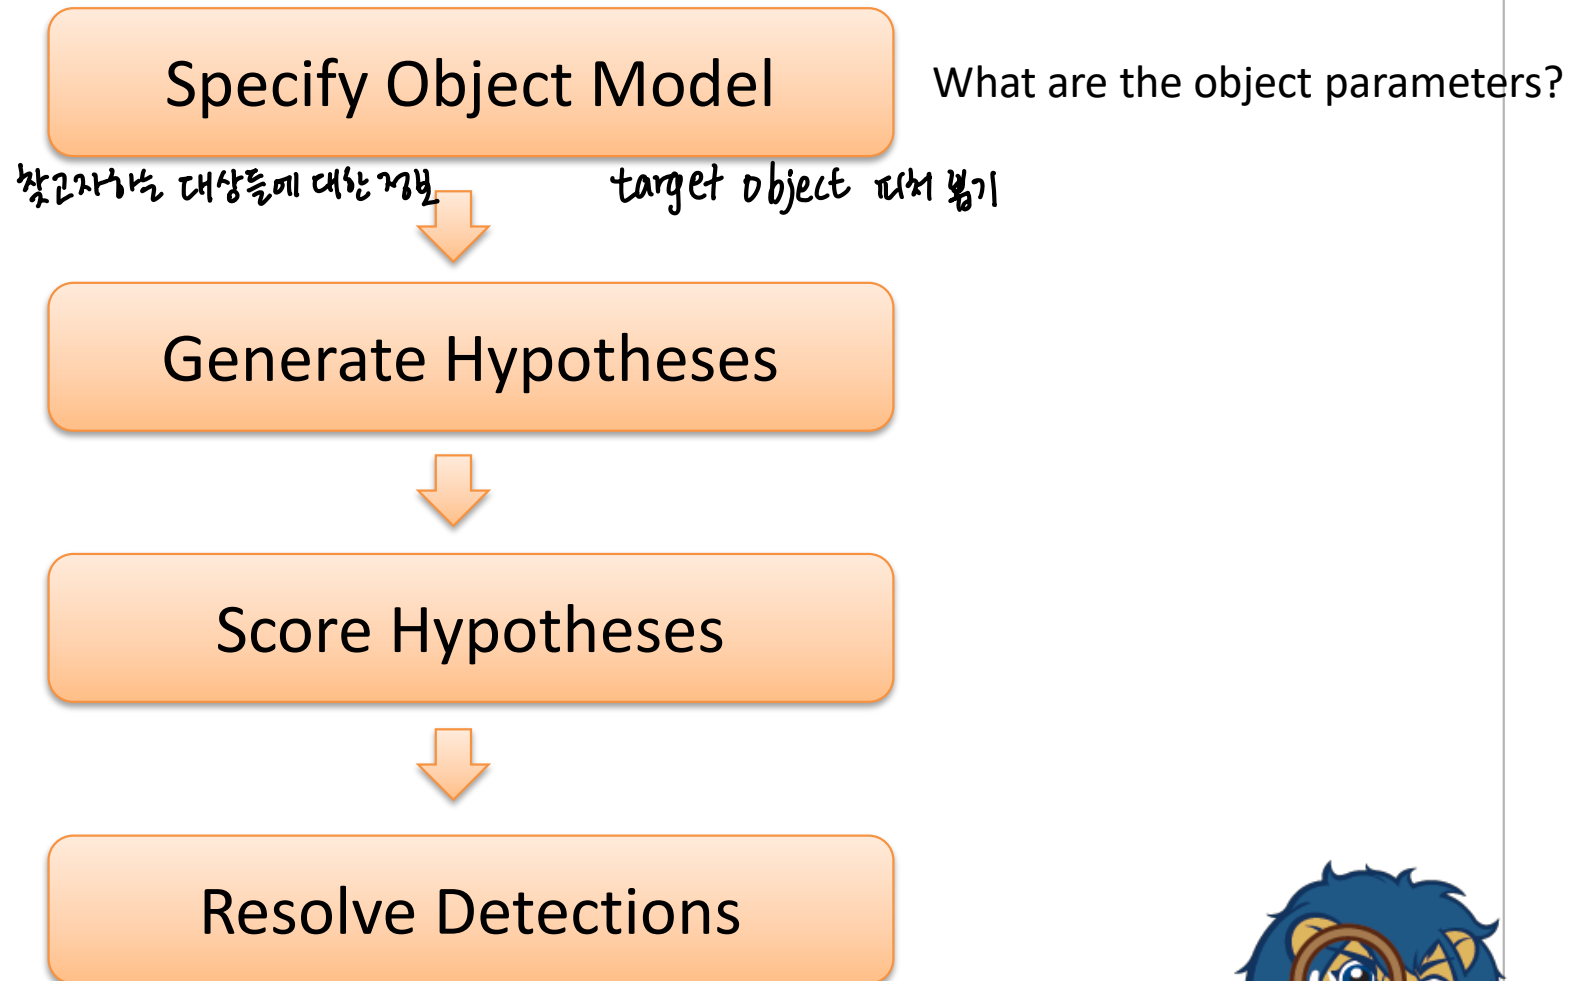 Specify Object Model
What are the object parameters?
찾고자하는 대상들에 대한 정보
target object 피처 뽑기
Generate Hypotheses
Score Hypotheses
Resolve Detections